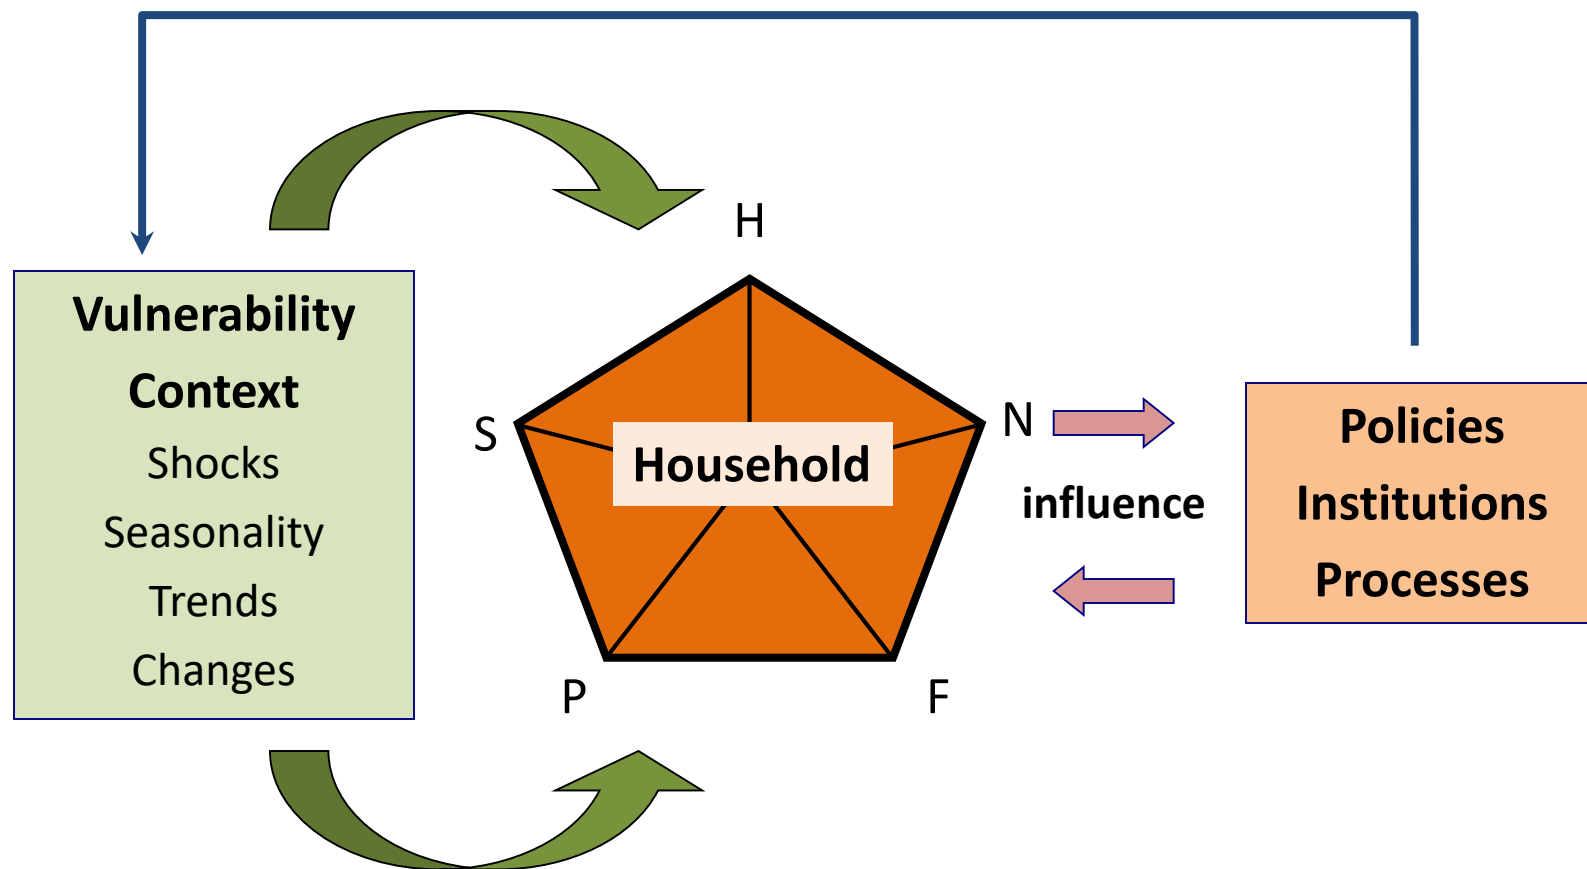 Vulnerability
Context
Shocks
Seasonality
Trends
Changes
H
S
N
P
F
Household
influence
Policies
Institutions
Processes